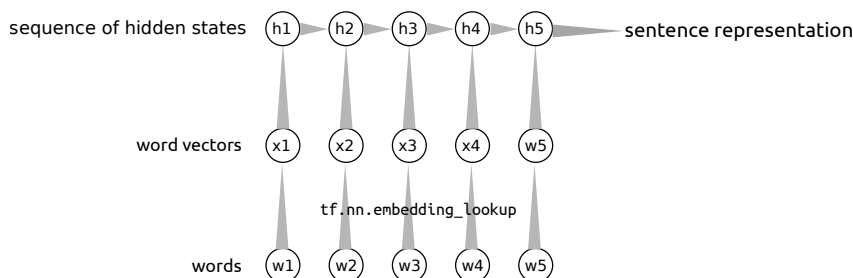 sequence of hidden states h1 h2 h3 h4 h5 sentence representation
word vectors x1 x2 x3 x4 w5
tf.nn.embedding_lookup
words w1 w2 w3 w4 w5